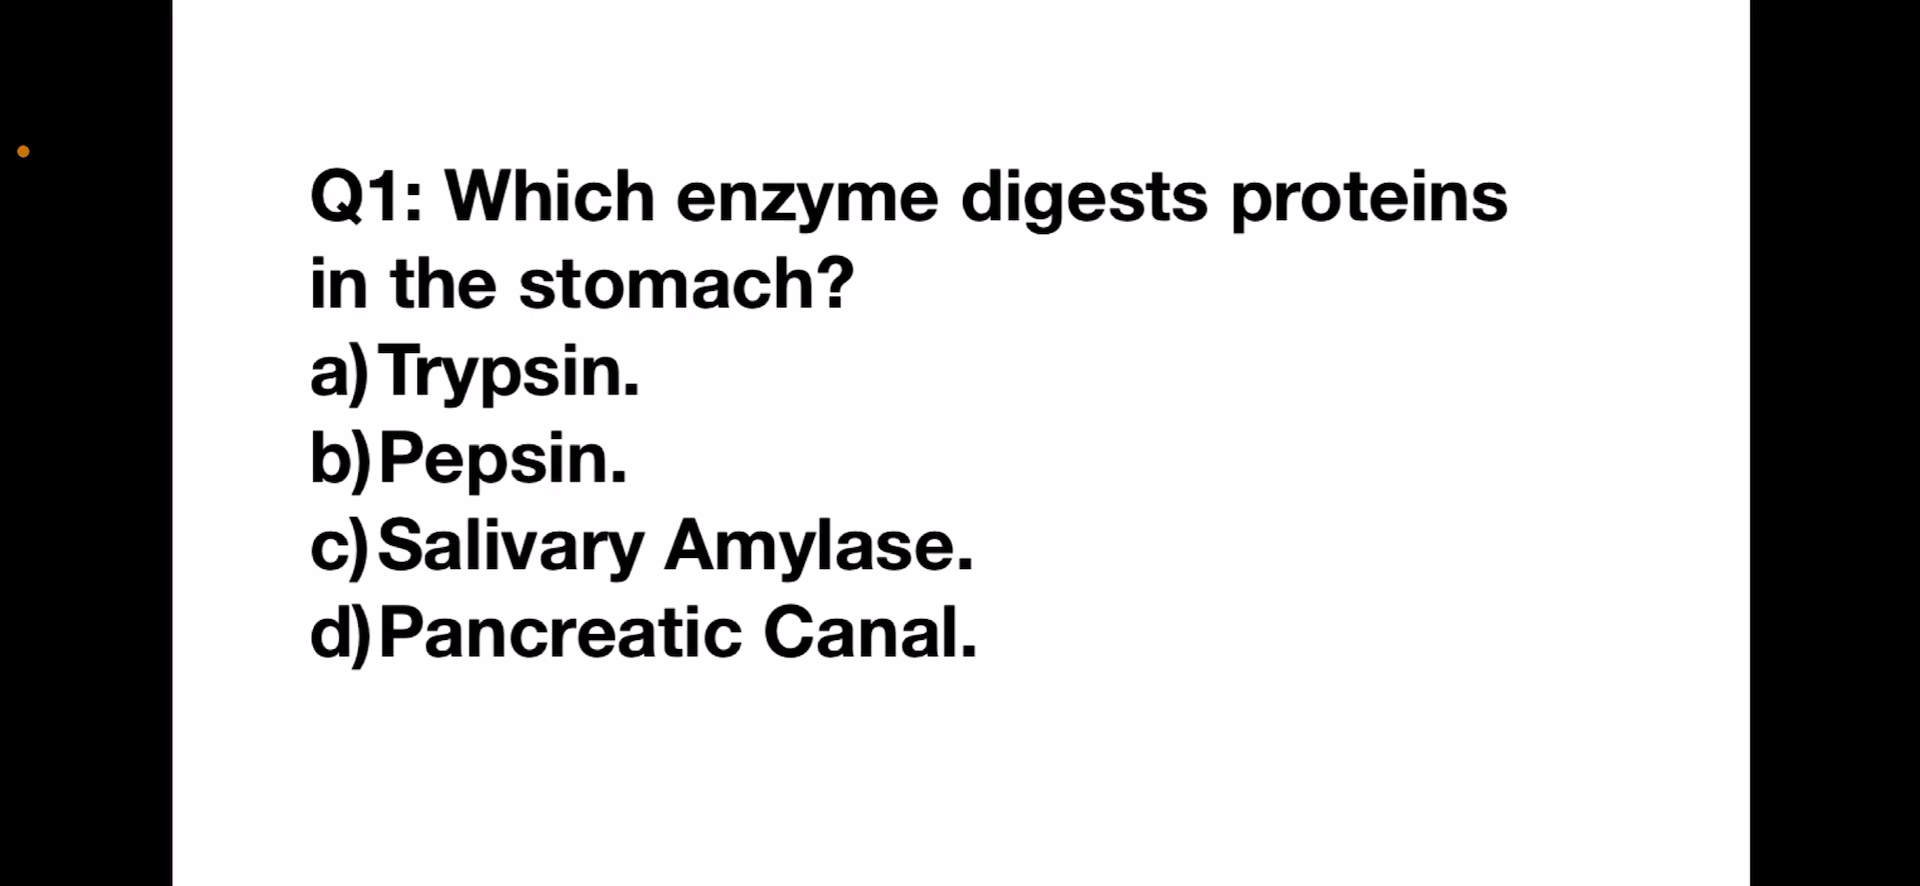 Q1: Which enzyme digests proteins
in the stomach?
a) Trypsin.
b) Pepsin.
c) Salivary Amylase.
d) Pancreatic Canal.